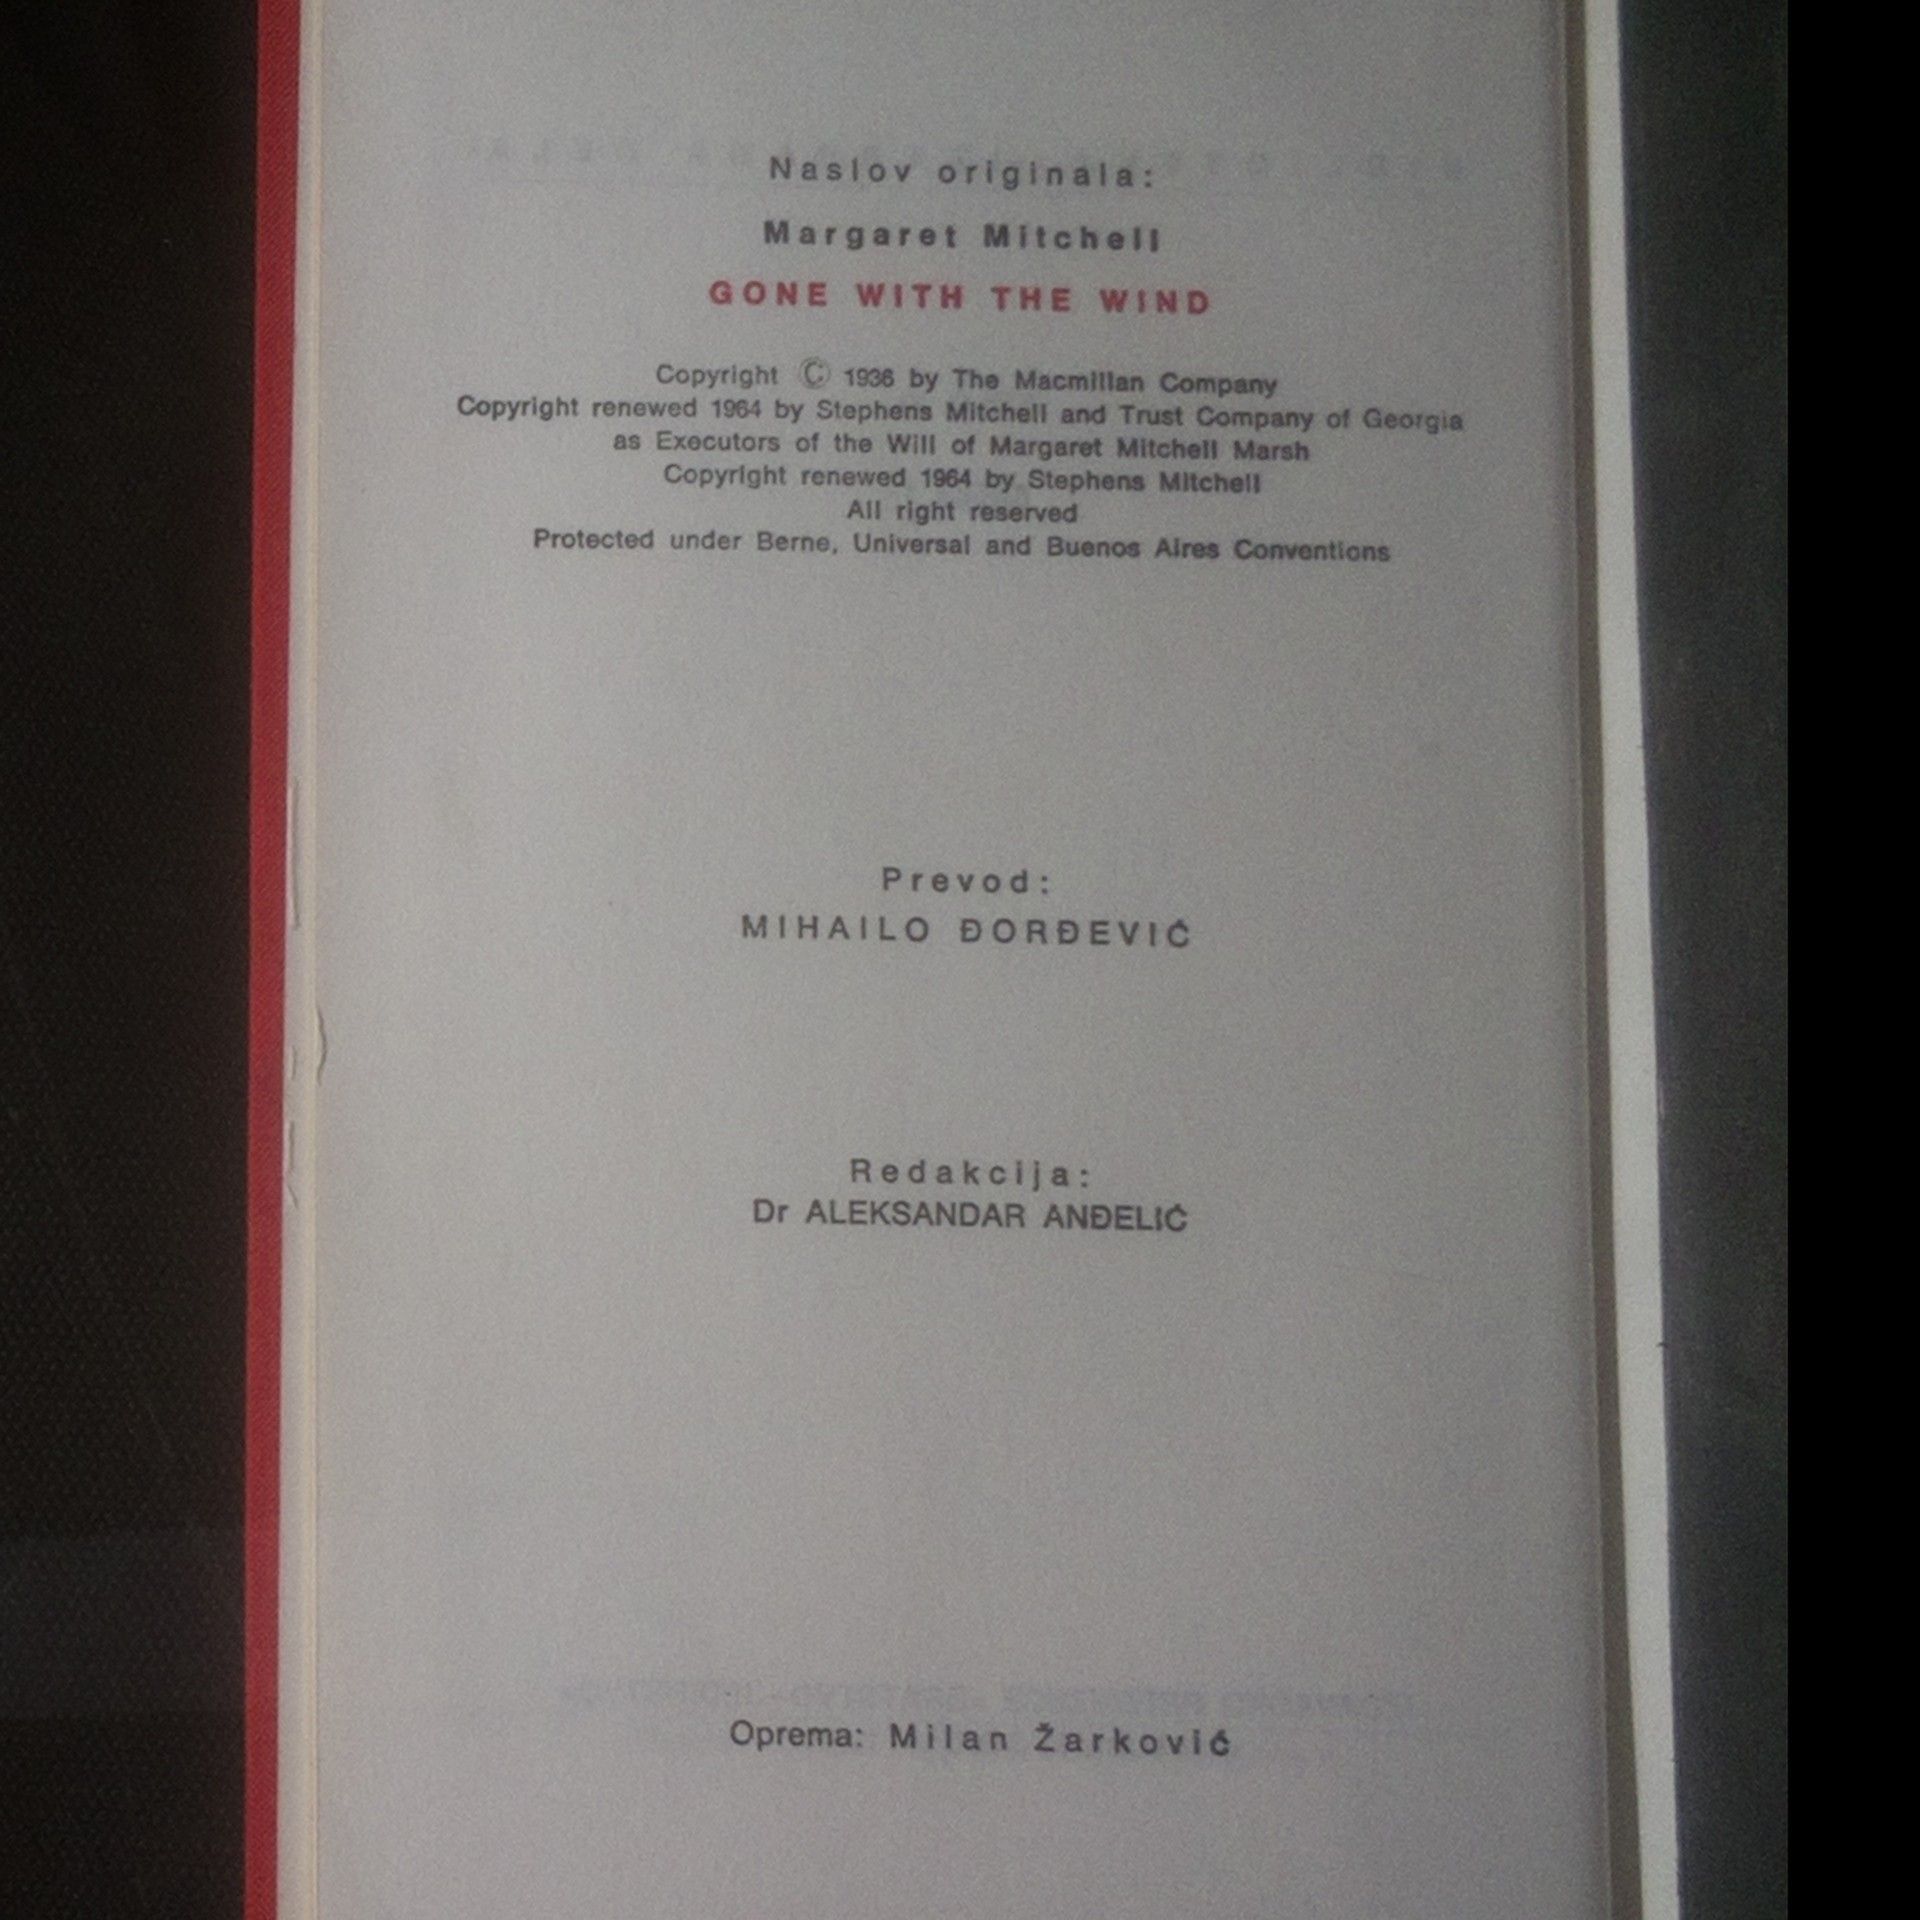 Naslov originala:
Margaret Mitchell
GONE WITH THE WIND
Copyright © 1936 by The Macmillan Company
Copyright renewed 1964 by Stephens Mitchell and Trust Company of Georgia
as Executors of the Will of Margaret Mitchell Marsh
Copyright renewed 1964 by Stephens Mitchell
All right reserved
Protected under Berne, Universal and Buenos Aires Conventions
Prevod:
MIHAILO ĐORĐEVIĆ
Redakcija:
Dr ALEKSANDAR ANĐELIĆ
Oprema: Milan Žarković